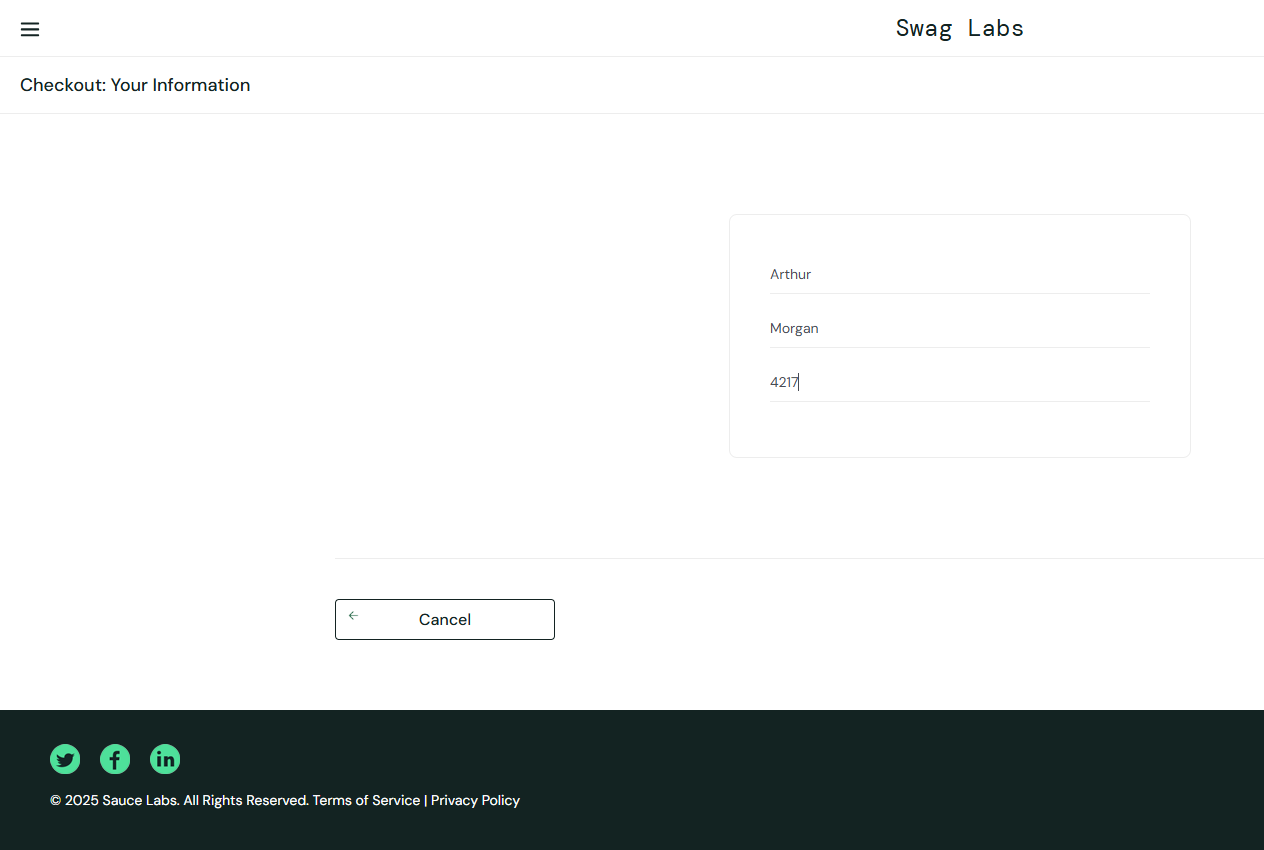 Swag Labs
Checkout: Your Information
Arthur
Morgan
4217
Cancel
© 2025 Sauce Labs. All Rights Reserved. Terms of Service | Privacy Policy